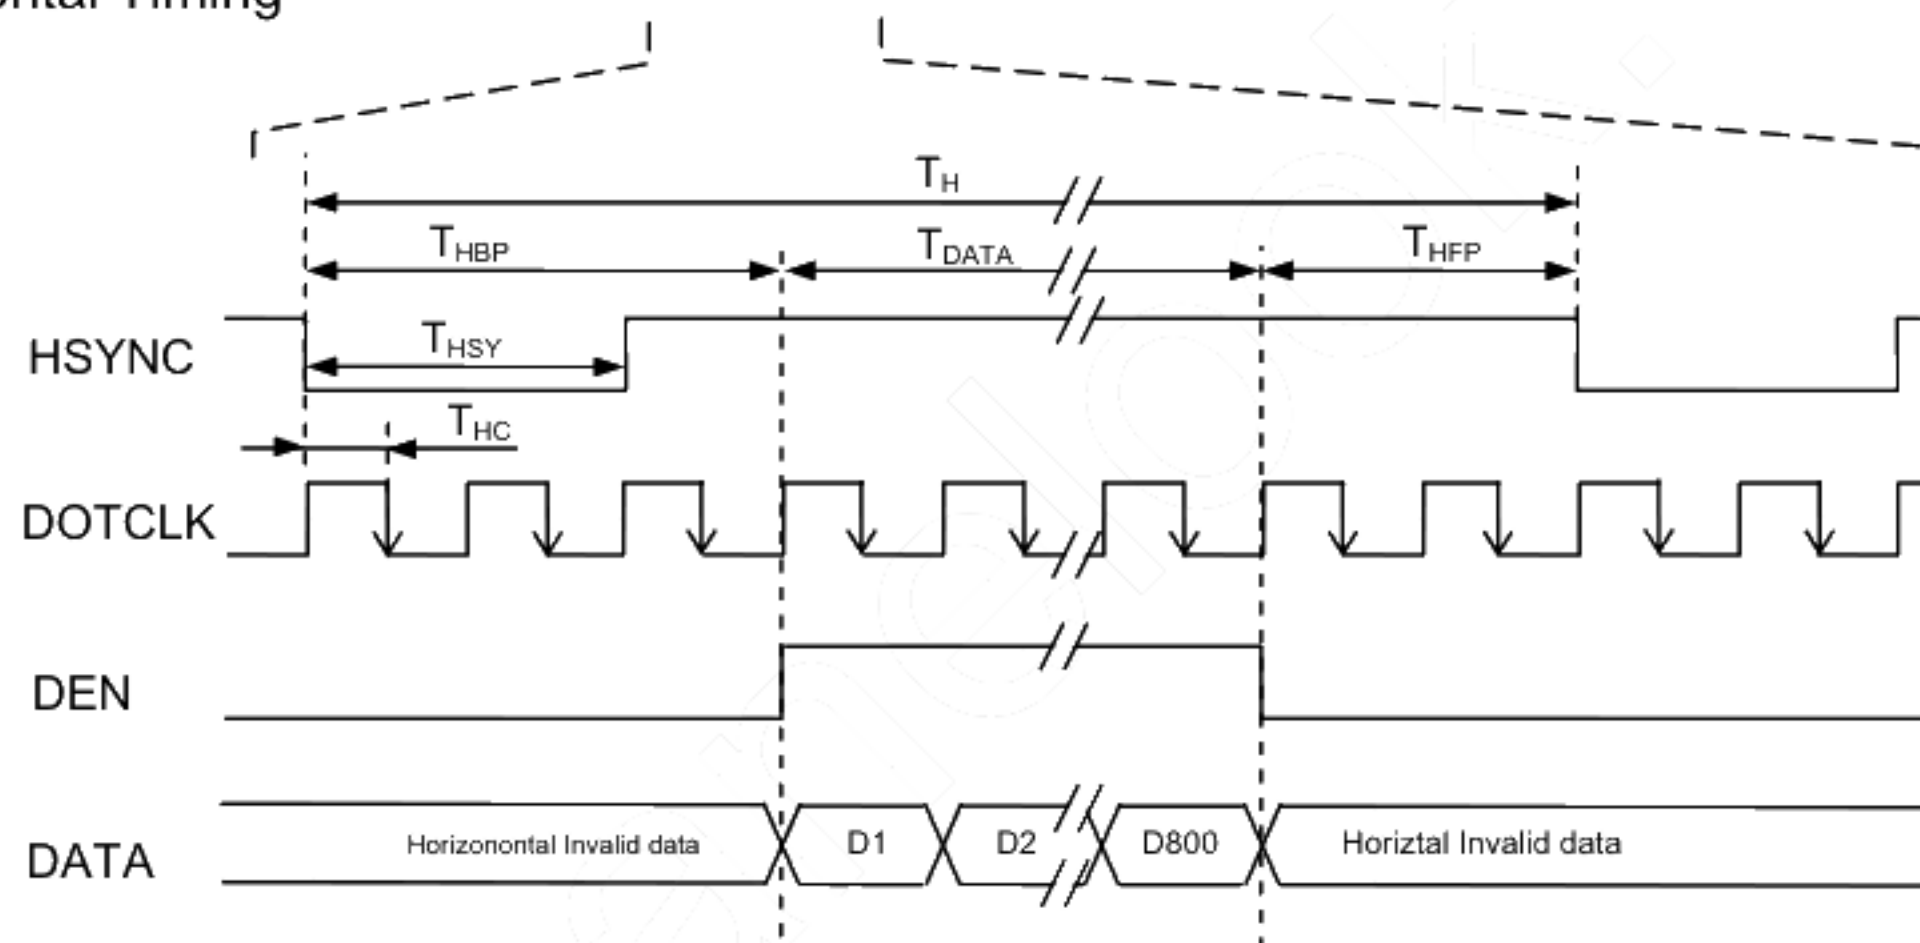 Timing
TH
THBP TDATA THFP
HSYNC THSY
THC
DOTCLK
DEN
DATA Horizonontal Invalid data D1 D2 D800 Horiztal Invalid data